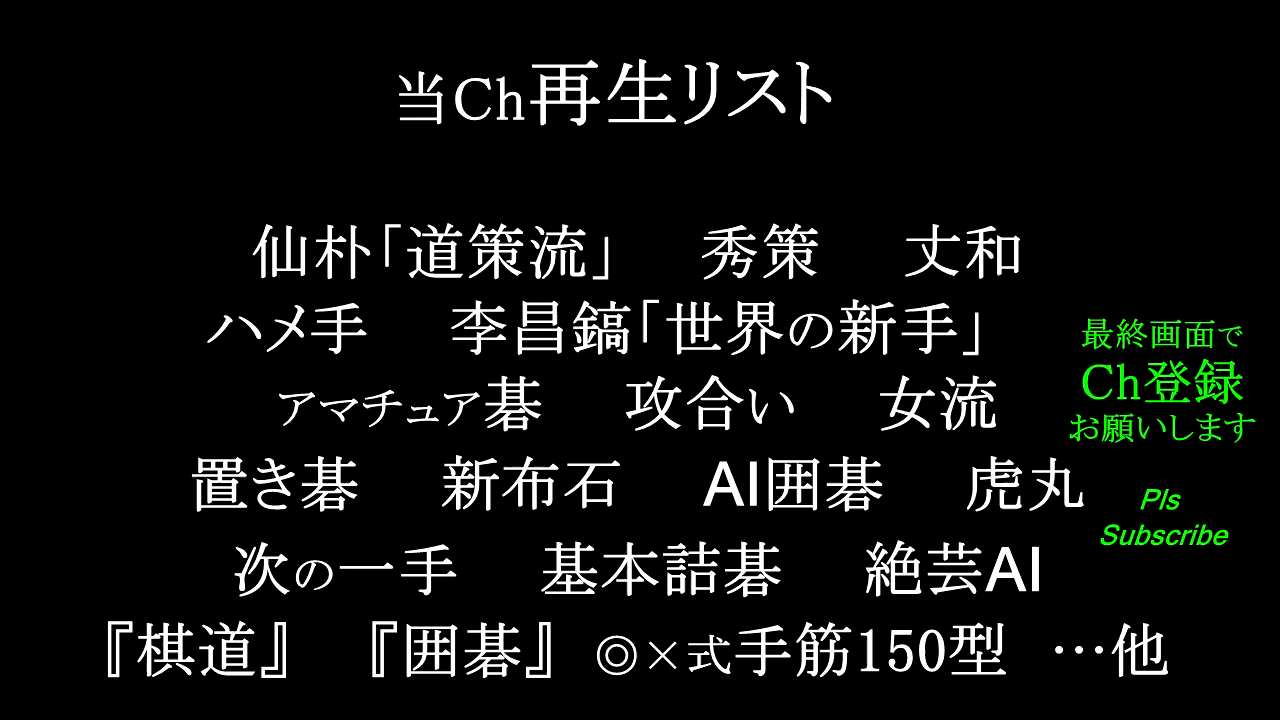 当Ch再生リスト
仙朴「道策流」 秀策 丈和
ハメ手 李昌鎬「世界の新手」
アマチュア碁 攻合い 女流
置き碁 新布石 AI囲碁 虎丸
次の一手 基本詰碁 絶芸AI
『棋道』 『囲碁』 ◎×式手筋150型 …他
最終画面で
Ch登録
お願いします
Pls
Subscribe